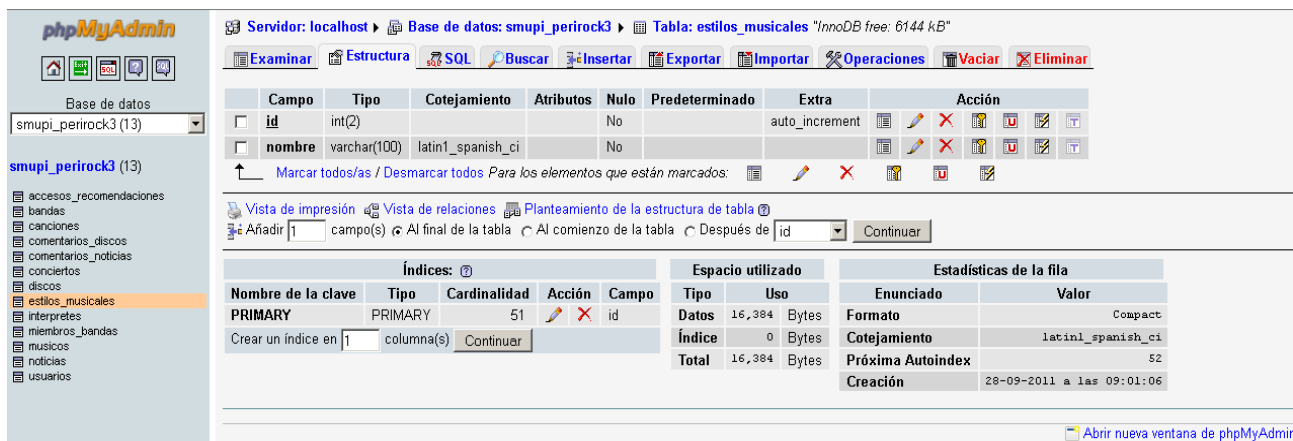 phpMyAdmin
Base de datos
smupi_perirock3 (13)
smupi_perirock3 (13)
accesos_recomendaciones
bandas
canciones
comentarios_discos
comentarios_noticias
conciertos
discos
estilos_musicales
interpretes
miembros_bandas
musicos
noticias
usuarios
Servidor: localhost Base de datos: smupi_perirock3 Tabla: estilos_musicales "InnoDB free: 6144 kB"
Examinar Estructura SQL Buscar Insertar Exportar Importar Operaciones Vaciar Eliminar
Campo Tipo Cotejamiento Atributos Nulo Predeterminado Extra Acción
id int(2) No auto_increment
nombre varchar(100) latin1_spanish_ci No
Marcar todos/as / Desmarcar todos Para los elementos que están marcados:
Vista de impresión Vista de relaciones Planteamiento de la estructura de tabla
Añadir 1 campo(s) Al final de la tabla Al comienzo de la tabla Después de id Continuar
Índices:
Nombre de la clave Tipo Cardinalidad Acción Campo
PRIMARY PRIMARY 51 id
Crear un índice en 1 columna(s) Continuar
Espacio utilizado
Tipo Uso
Datos 16,384 Bytes
Índice 0 Bytes
Total 16,384 Bytes
Estadísticas de la fila
Enunciado Valor
Formato Compact
Cotejamiento latin1_spanish_ci
Próxima Autoindex 52
Creación 28-09-2011 a las 09:01:06
Abrir nueva ventana de phpMyAdmin